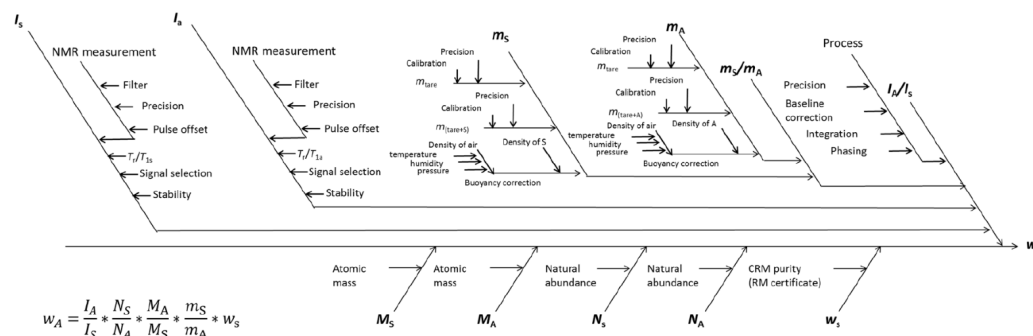 I_s
I_a
NMR measurement
Filter
Precision
Pulse offset
T_r/T_1s
Signal selection
Stability
NMR measurement
Filter
Precision
Pulse offset
T_r/T_1a
Signal selection
Stability
m_S
Precision
Calibration
m_tare
Precision
Calibration
m_(tare+S)
Density of air
Density of S
temperature
humidity
pressure
Buoyancy correction
m_A
Precision
Calibration
m_tare
Precision
Calibration
m_(tare+A)
Density of air
Density of A
temperature
humidity
pressure
Buoyancy correction
m_S/m_A
Process
I_A/I_s
Precision
Baseline
correction
Integration
Phasing
w
Atomic
mass
Atomic
mass
Natural
abundance
Natural
abundance
CRM purity
(RM certificate)
M_S
M_A
N_s
N_A
w_s
w_A = I_A/I_S * N_S/N_A * M_A/M_S * m_S/m_A * w_s